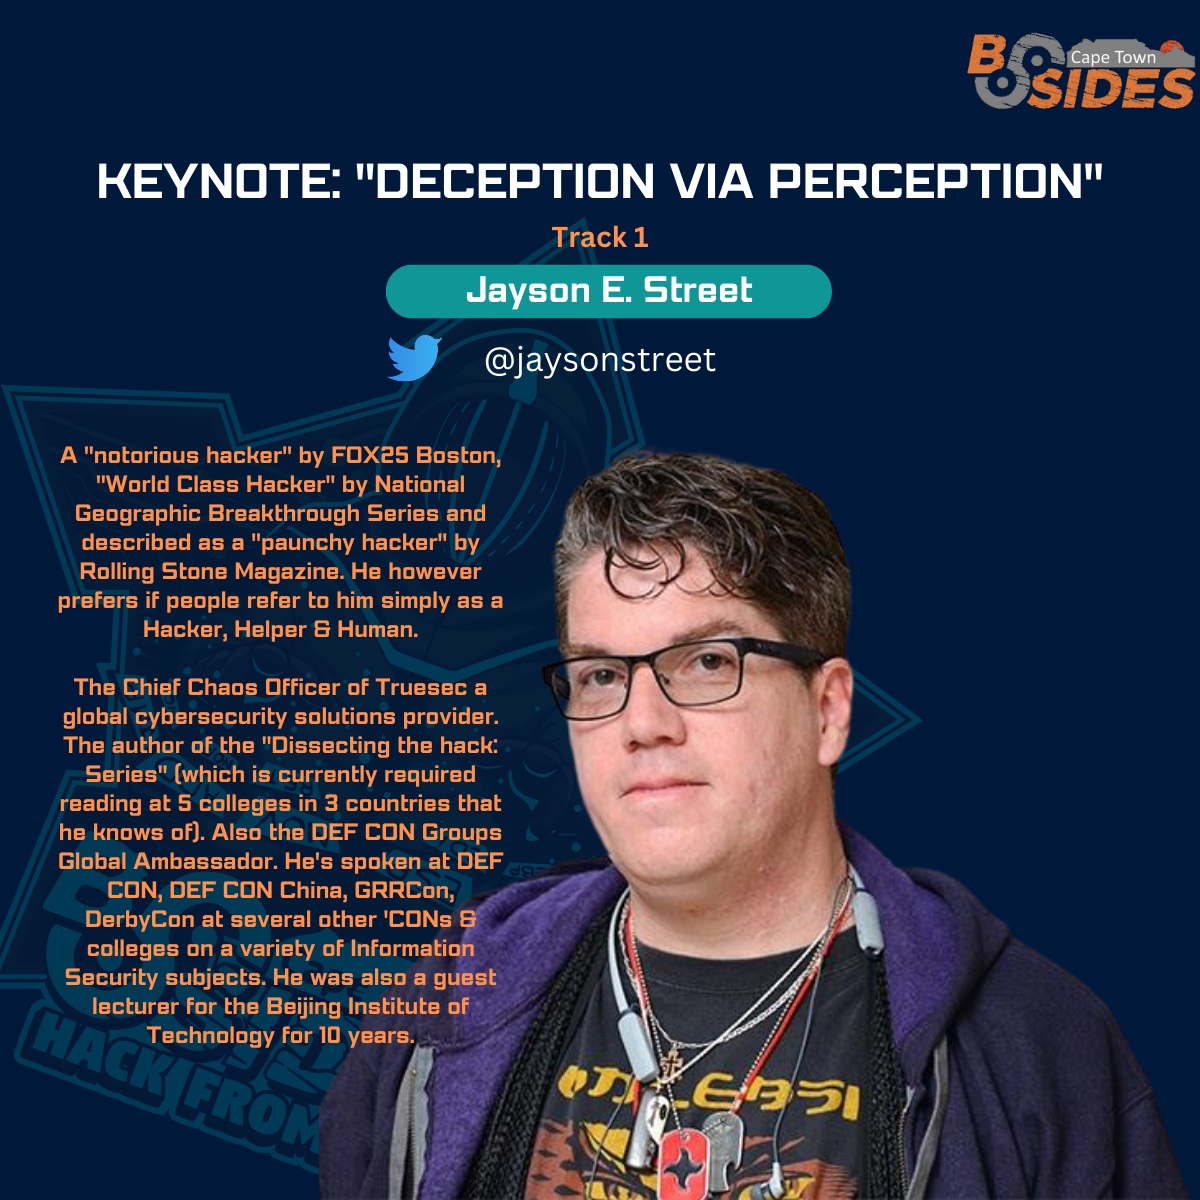 B SIDES
Cape Town
KEYNOTE: "DECEPTION VIA PERCEPTION"
Track 1
Jayson E. Street
@jaysonstreet
A "notorious hacker" by FOX25 Boston,
"World Class Hacker" by National
Geographic Breakthrough Series and
described as a "paunchy hacker" by
Rolling Stone Magazine. He however
prefers if people refer to him simply as a
Hacker, Helper & Human.
The Chief Chaos Officer of Truesec a
global cybersecurity solutions provider.
The author of the "Dissecting the hack:
Series" (which is currently required
reading at 5 colleges in 3 countries that
he knows of). Also the DEF CON Groups
Global Ambassador. He's spoken at DEF
CON, DEF CON China, GRRCon,
DerbyCon at several other 'CONs &
colleges on a variety of Information
Security subjects. He was also a guest
lecturer for the Beijing Institute of
Technology for 10 years.
HACK FROM